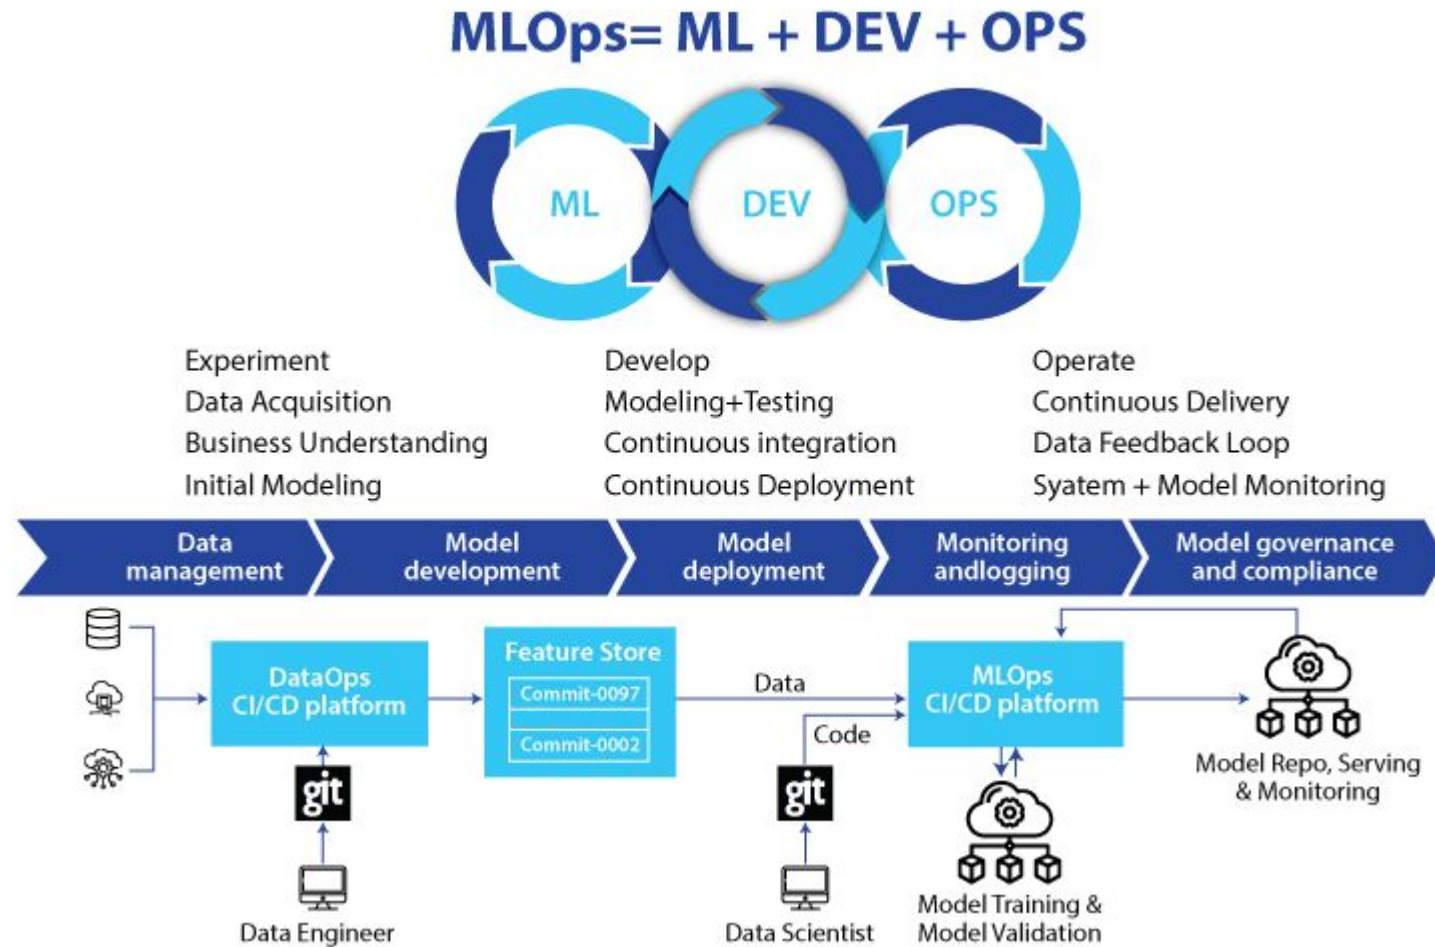 MLOps= ML + DEV + OPS
ML
DEV
OPS
Experiment
Data Acquisition
Business Understanding
Initial Modeling
Develop
Modeling+Testing
Continuous integration
Continuous Deployment
Operate
Continuous Delivery
Data Feedback Loop
Syatem + Model Monitoring
Data
management
Model
development
Model
deployment
Monitoring
andlogging
Model governance
and compliance
DataOps
CI/CD platform
Feature Store
Commit-0097
Commit-0002
Data
Code
MLOps
CI/CD platform
Model Repo, Serving
& Monitoring
git
git
Data Engineer
Data Scientist
Model Training &
Model Validation